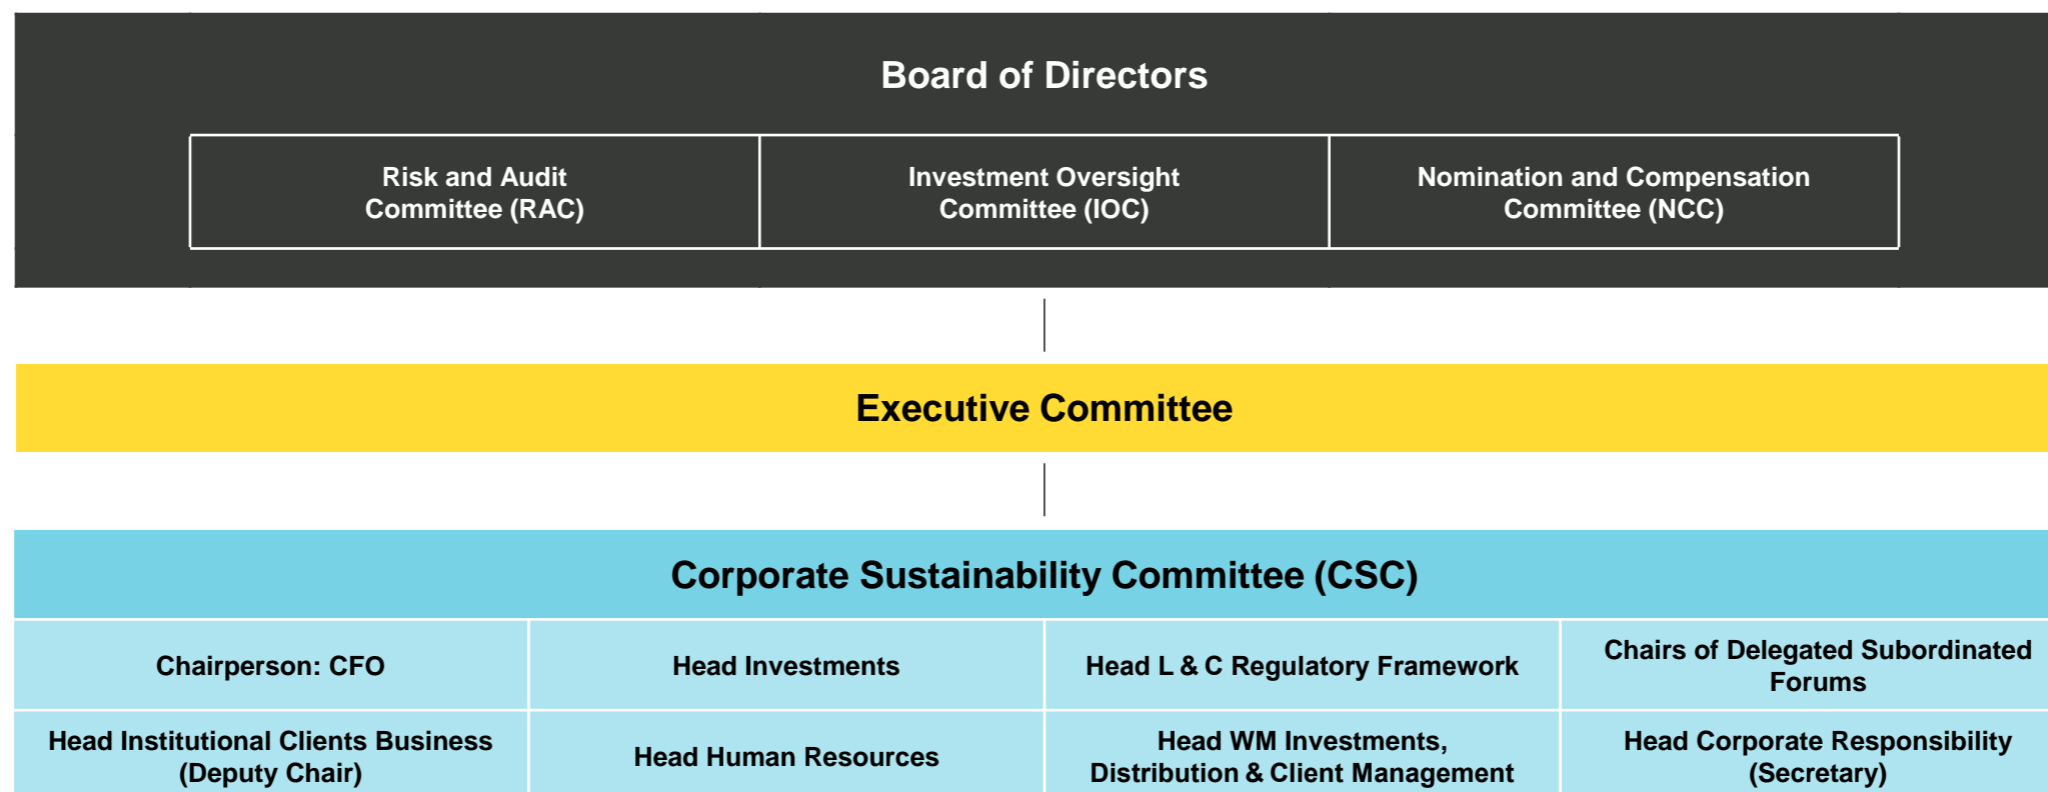 Board of Directors
Risk and Audit
Committee (RAC)
Investment Oversight
Committee (IOC)
Nomination and Compensation
Committee (NCC)
Executive Committee
Corporate Sustainability Committee (CSC)
Chairperson: CFO
Head Investments
Head L & C Regulatory Framework
Chairs of Delegated Subordinated
Forums
Head Institutional Clients Business
(Deputy Chair)
Head Human Resources
Head WM Investments,
Distribution & Client Management
Head Corporate Responsibility
(Secretary)